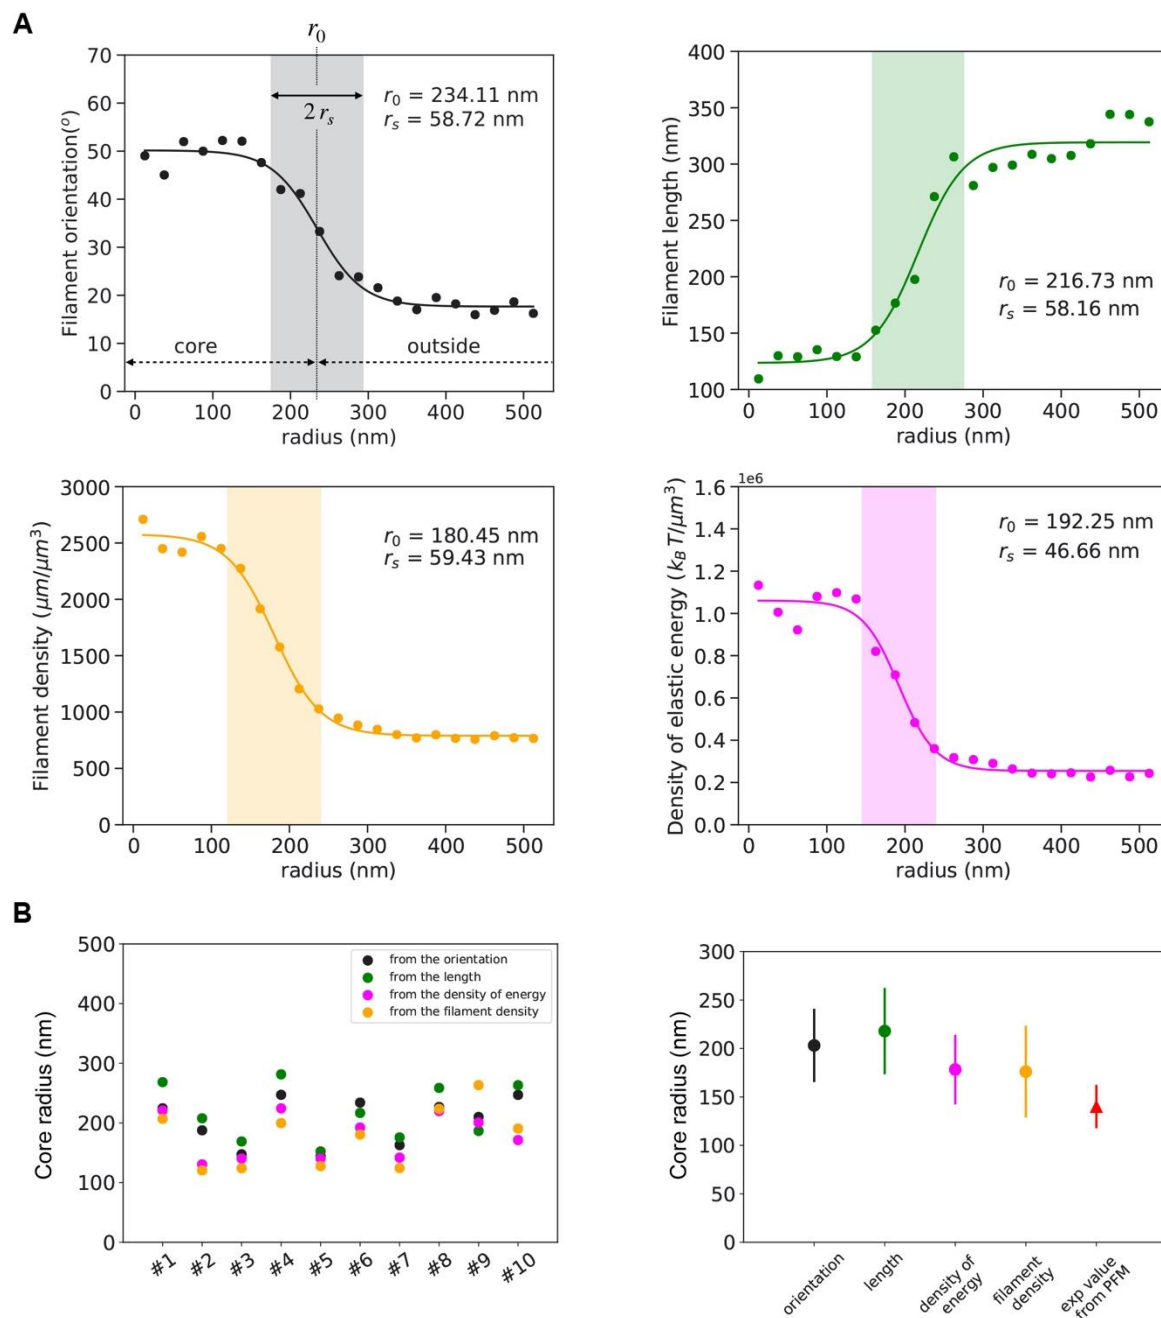 A
r₀
70
60
50
40
30
20
10
0
Filament orientation(°)
2 rₛ
r₀ = 234.11 nm
rₛ = 58.72 nm
core
outside
0 100 200 300 400 500
radius (nm)
400
350
300
250
200
150
100
Filament length (nm)
r₀ = 216.73 nm
rₛ = 58.16 nm
0 100 200 300 400 500
radius (nm)
3000
2500
2000
1500
1000
500
0
Filament density (μm/μm³)
r₀ = 180.45 nm
rₛ = 59.43 nm
0 100 200 300 400 500
radius (nm)
1e6
1.6
1.4
1.2
1.0
0.8
0.6
0.4
0.2
0.0
Density of elastic energy (k_B T/μm³)
r₀ = 192.25 nm
rₛ = 46.66 nm
0 100 200 300 400 500
radius (nm)
B
500
400
300
200
100
0
Core radius (nm)
from the orientation
from the length
from the density of energy
from the filament density
#1 #2 #3 #4 #5 #6 #7 #8 #9 #10
300
250
200
150
100
50
0
Core radius (nm)
orientation
length
density of
energy
filament
density
exp value
from PFM